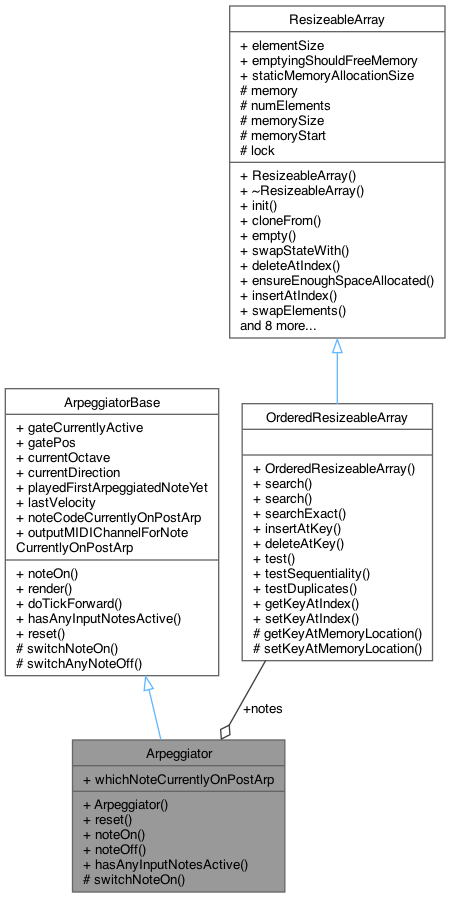 ResizeableArray
+ elementSize
+ emptyingShouldFreeMemory
+ staticMemoryAllocationSize
# memory
# numElements
# memorySize
# memoryStart
# lock
+ ResizeableArray()
+ ~ResizeableArray()
+ init()
+ cloneFrom()
+ empty()
+ swapStateWith()
+ deleteAtIndex()
+ ensureEnoughSpaceAllocated()
+ insertAtIndex()
+ swapElements()
and 8 more...
ArpeggiatorBase
+ gateCurrentlyActive
+ gatePos
+ currentOctave
+ currentDirection
+ playedFirstArpeggiatedNoteYet
+ lastVelocity
+ noteCodeCurrentlyOnPostArp
+ outputMIDIChannelForNote
CurrentlyOnPostArp
+ noteOn()
+ render()
+ doTickForward()
+ hasAnyInputNotesActive()
+ reset()
# switchNoteOn()
# switchAnyNoteOff()
OrderedResizeableArray
+ OrderedResizeableArray()
+ search()
+ search()
+ searchExact()
+ insertAtKey()
+ deleteAtKey()
+ test()
+ testSequentiality()
+ testDuplicates()
+ getKeyAtIndex()
+ setKeyAtIndex()
# getKeyAtMemoryLocation()
# setKeyAtMemoryLocation()
+notes
Arpeggiator
+ whichNoteCurrentlyOnPostArp
+ Arpeggiator()
+ reset()
+ noteOn()
+ noteOff()
+ hasAnyInputNotesActive()
# switchNoteOn()